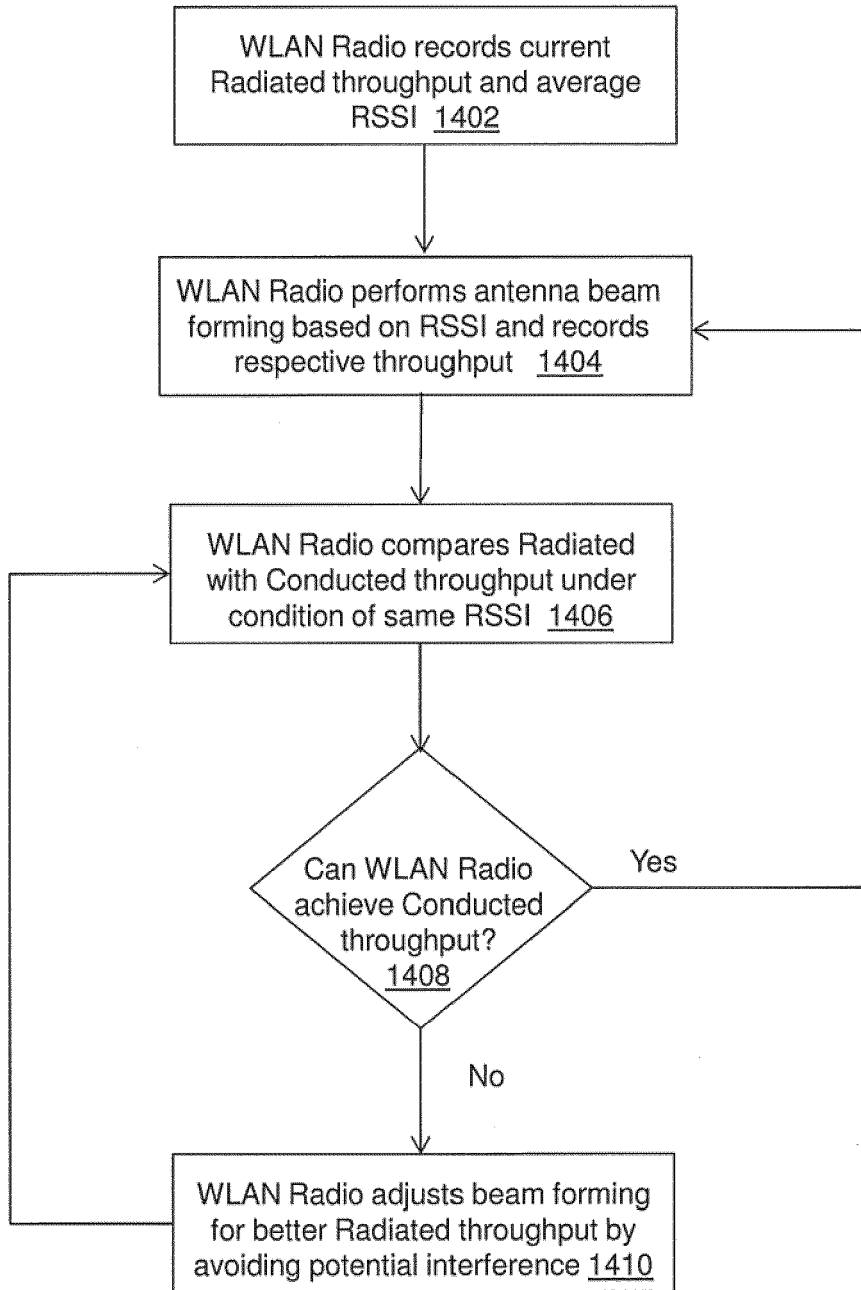 WLAN Radio records current
Radiated throughput and average
RSSI 1402
WLAN Radio performs antenna beam
forming based on RSSI and records
respective throughput 1404
WLAN Radio compares Radiated
with Conducted throughput under
condition of same RSSI 1406
Can WLAN Radio
achieve Conducted
throughput?
1408
Yes
No
WLAN Radio adjusts beam forming
for better Radiated throughput by
avoiding potential interference 1410